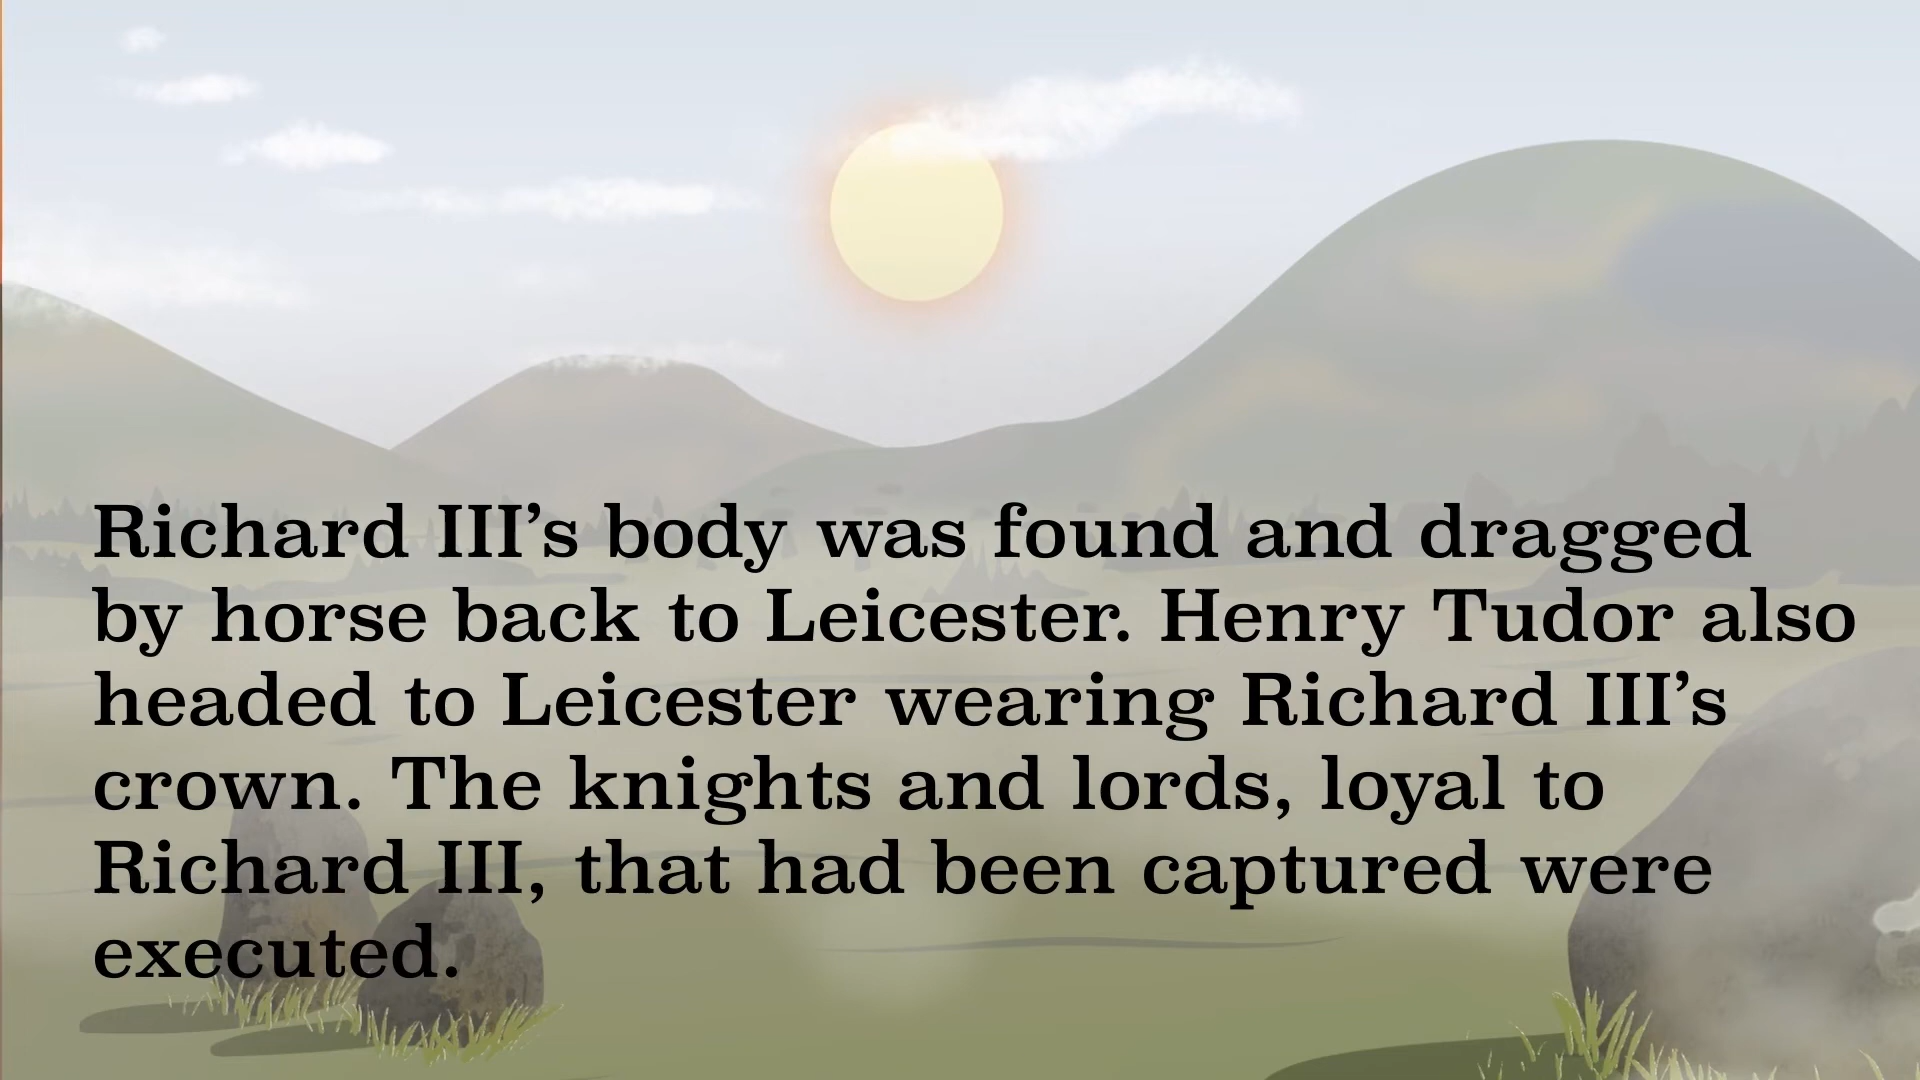 Richard III’s body was found and dragged
by horse back to Leicester. Henry Tudor also
headed to Leicester wearing Richard III’s
crown. The knights and lords, loyal to
Richard III, that had been captured were
executed.